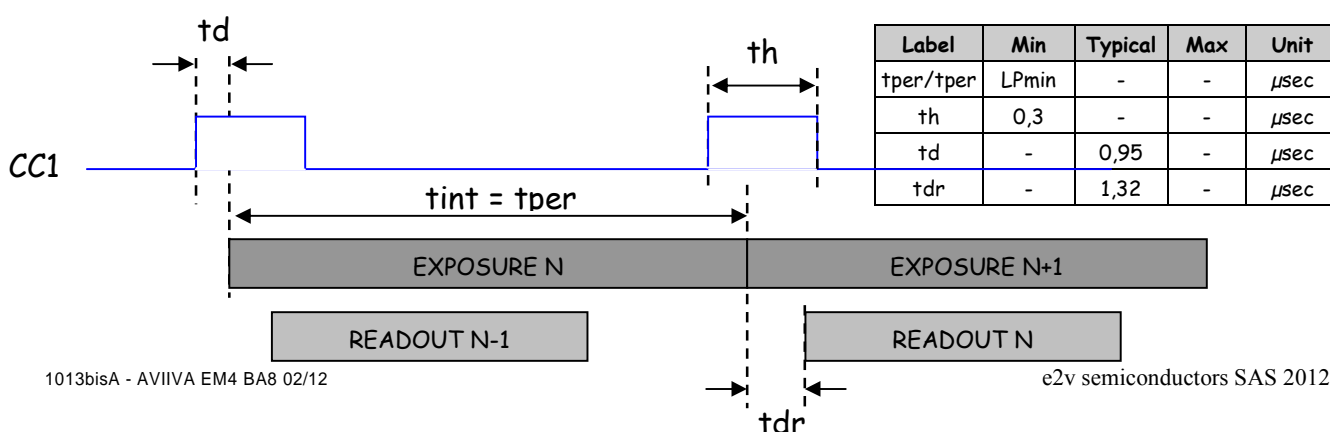 td
th
CC1
tint = tper
Label Min Typical Max Unit
tper/tper LPmin - - µsec
th 0,3 - - µsec
td - 0,95 - µsec
tdr - 1,32 - µsec
EXPOSURE N EXPOSURE N+1
READOUT N-1 READOUT N
1013bisA - AVIIVA EM4 BA8 02/12 e2v semiconductors SAS 2012
tdr